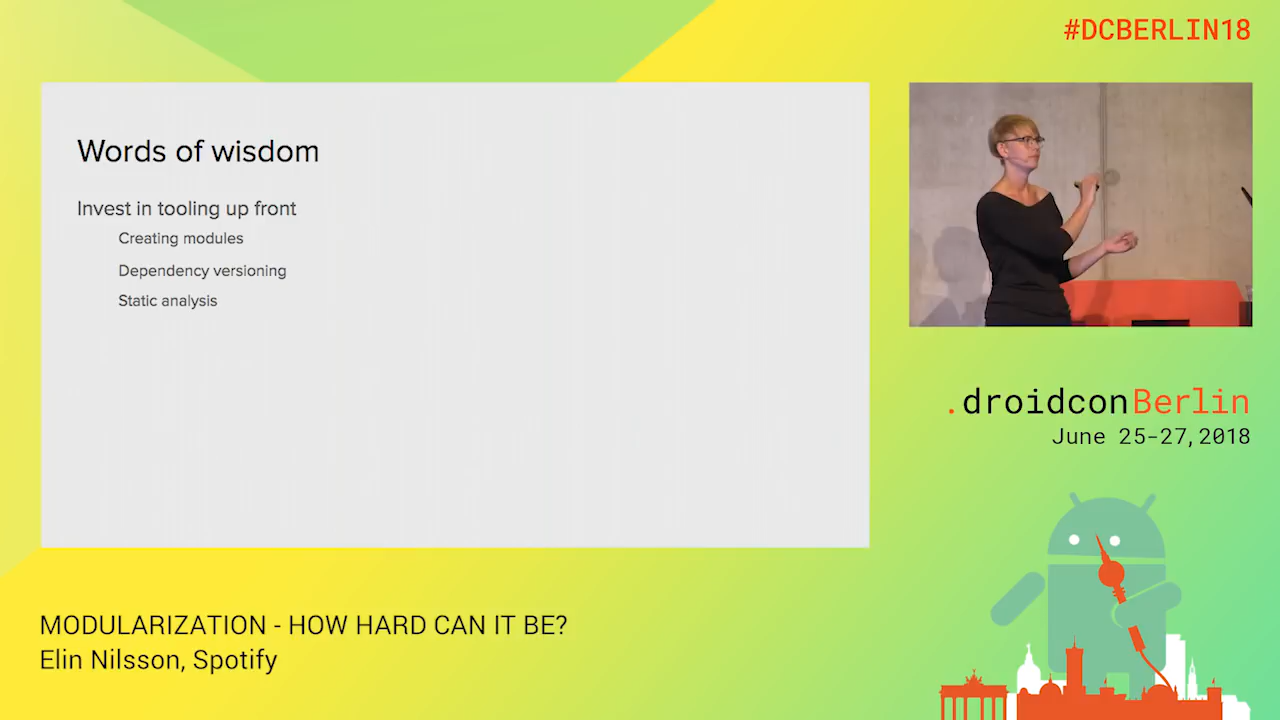 #DCBERLIN18
Words of wisdom
Invest in tooling up front
Creating modules
Dependency versioning
Static analysis
.droidconBerlin
June 25-27,2018
MODULARIZATION - HOW HARD CAN IT BE?
Elin Nilsson, Spotify